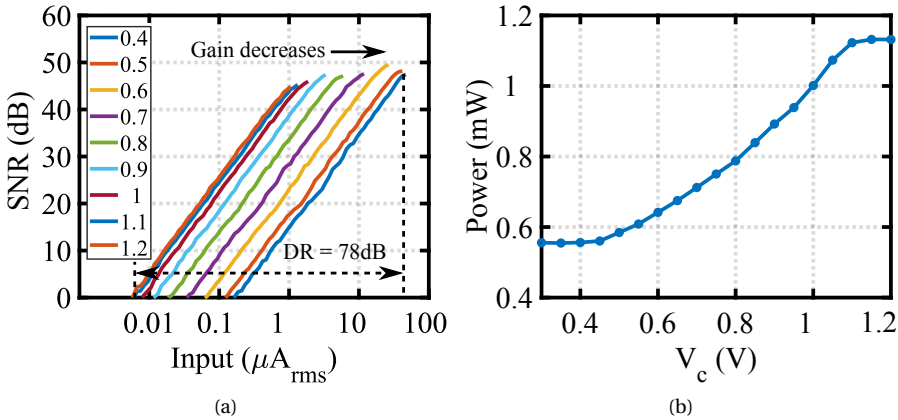 60
50
40
30
20
10
0
SNR (dB)
0.4
0.5
0.6
0.7
0.8
0.9
1
1.1
1.2
Gain decreases
DR = 78dB
0.01 0.1 1 10 100
Input (μA_rms)
(a)
1.2
1
0.8
0.6
0.4
Power (mW)
0.4 0.6 0.8 1 1.2
V_c (V)
(b)